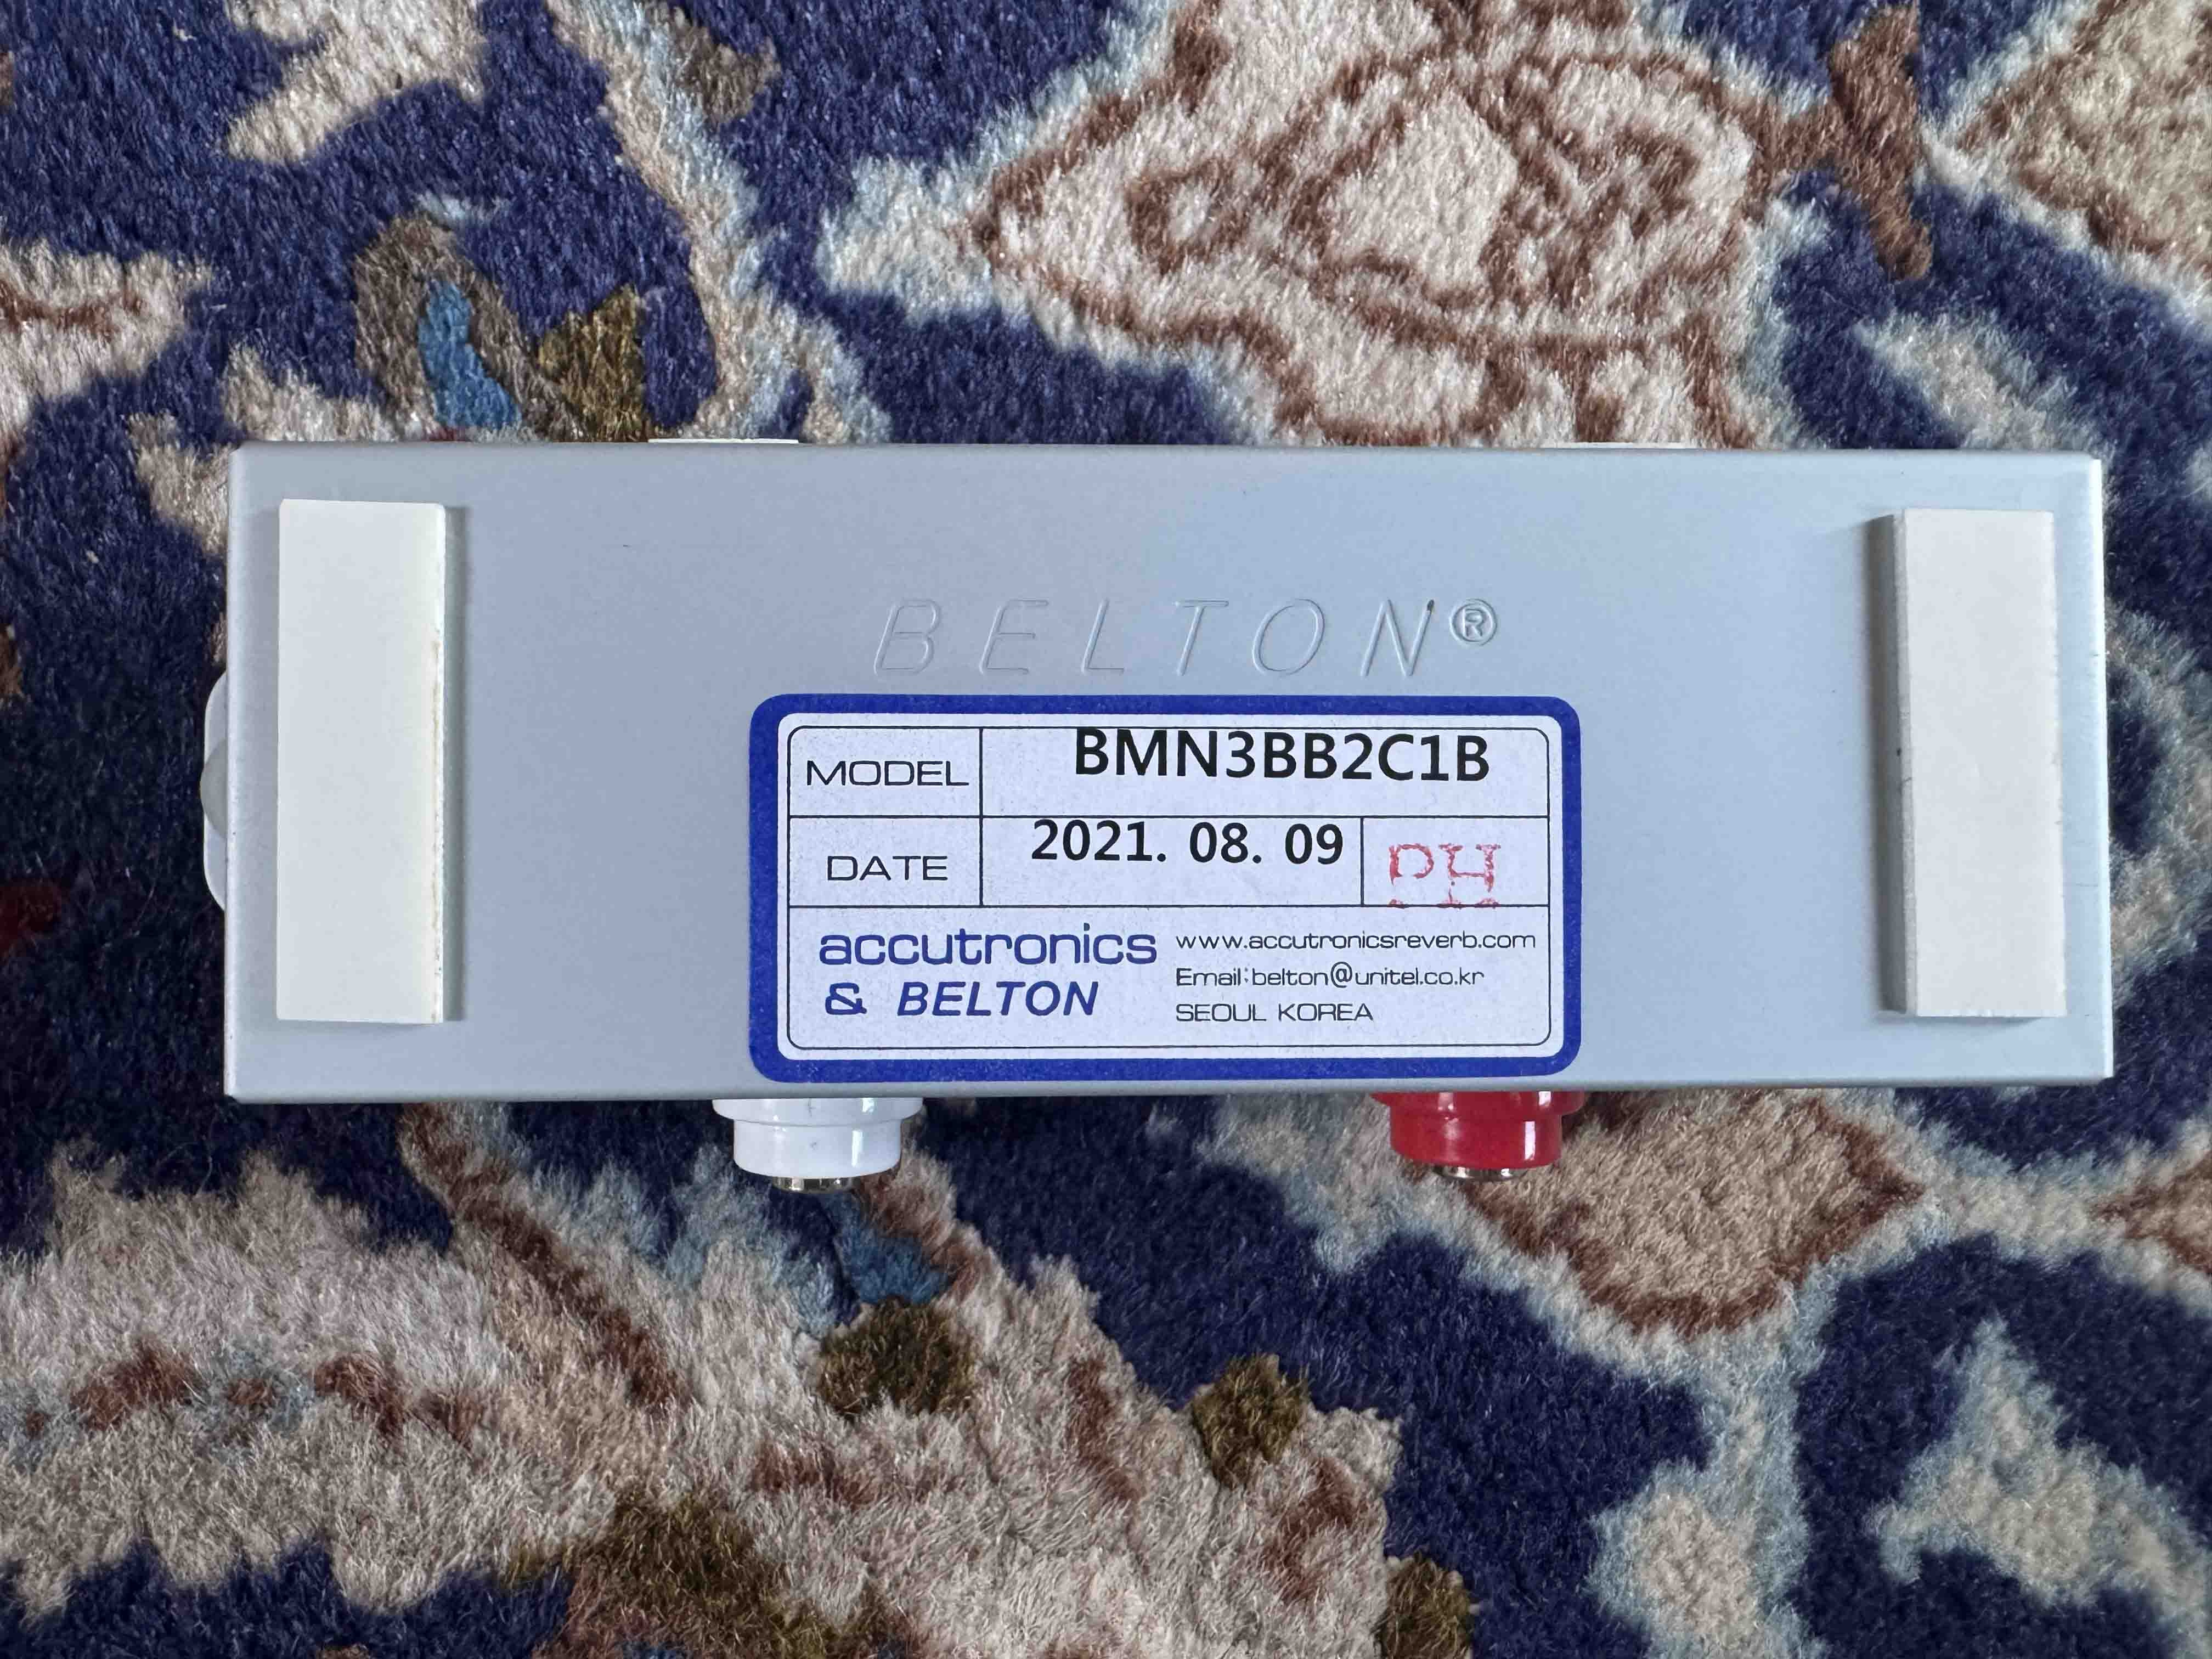 BELTON®
MODEL BMN3BB2C1B
DATE 2021. 08. 09 PH
accutronics
& BELTON
www.accutronicsreverb.com
Email:belton@unitel.co.kr
SEOUL KOREA